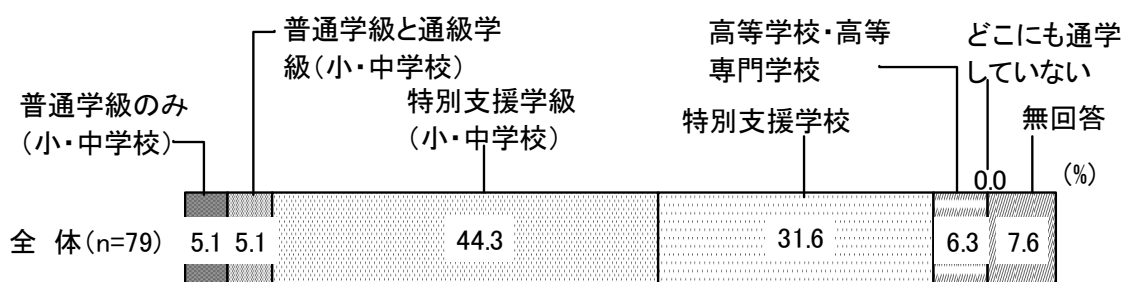 普通学級と通級学
級(小・中学校)
高等学校・高等
専門学校
どこにも通学
していない
普通学級のみ
(小・中学校)
特別支援学級
(小・中学校)
特別支援学校
無回答
0.0
(%)
全 体(n=79) 5.1 5.1 44.3 31.6 6.3 7.6